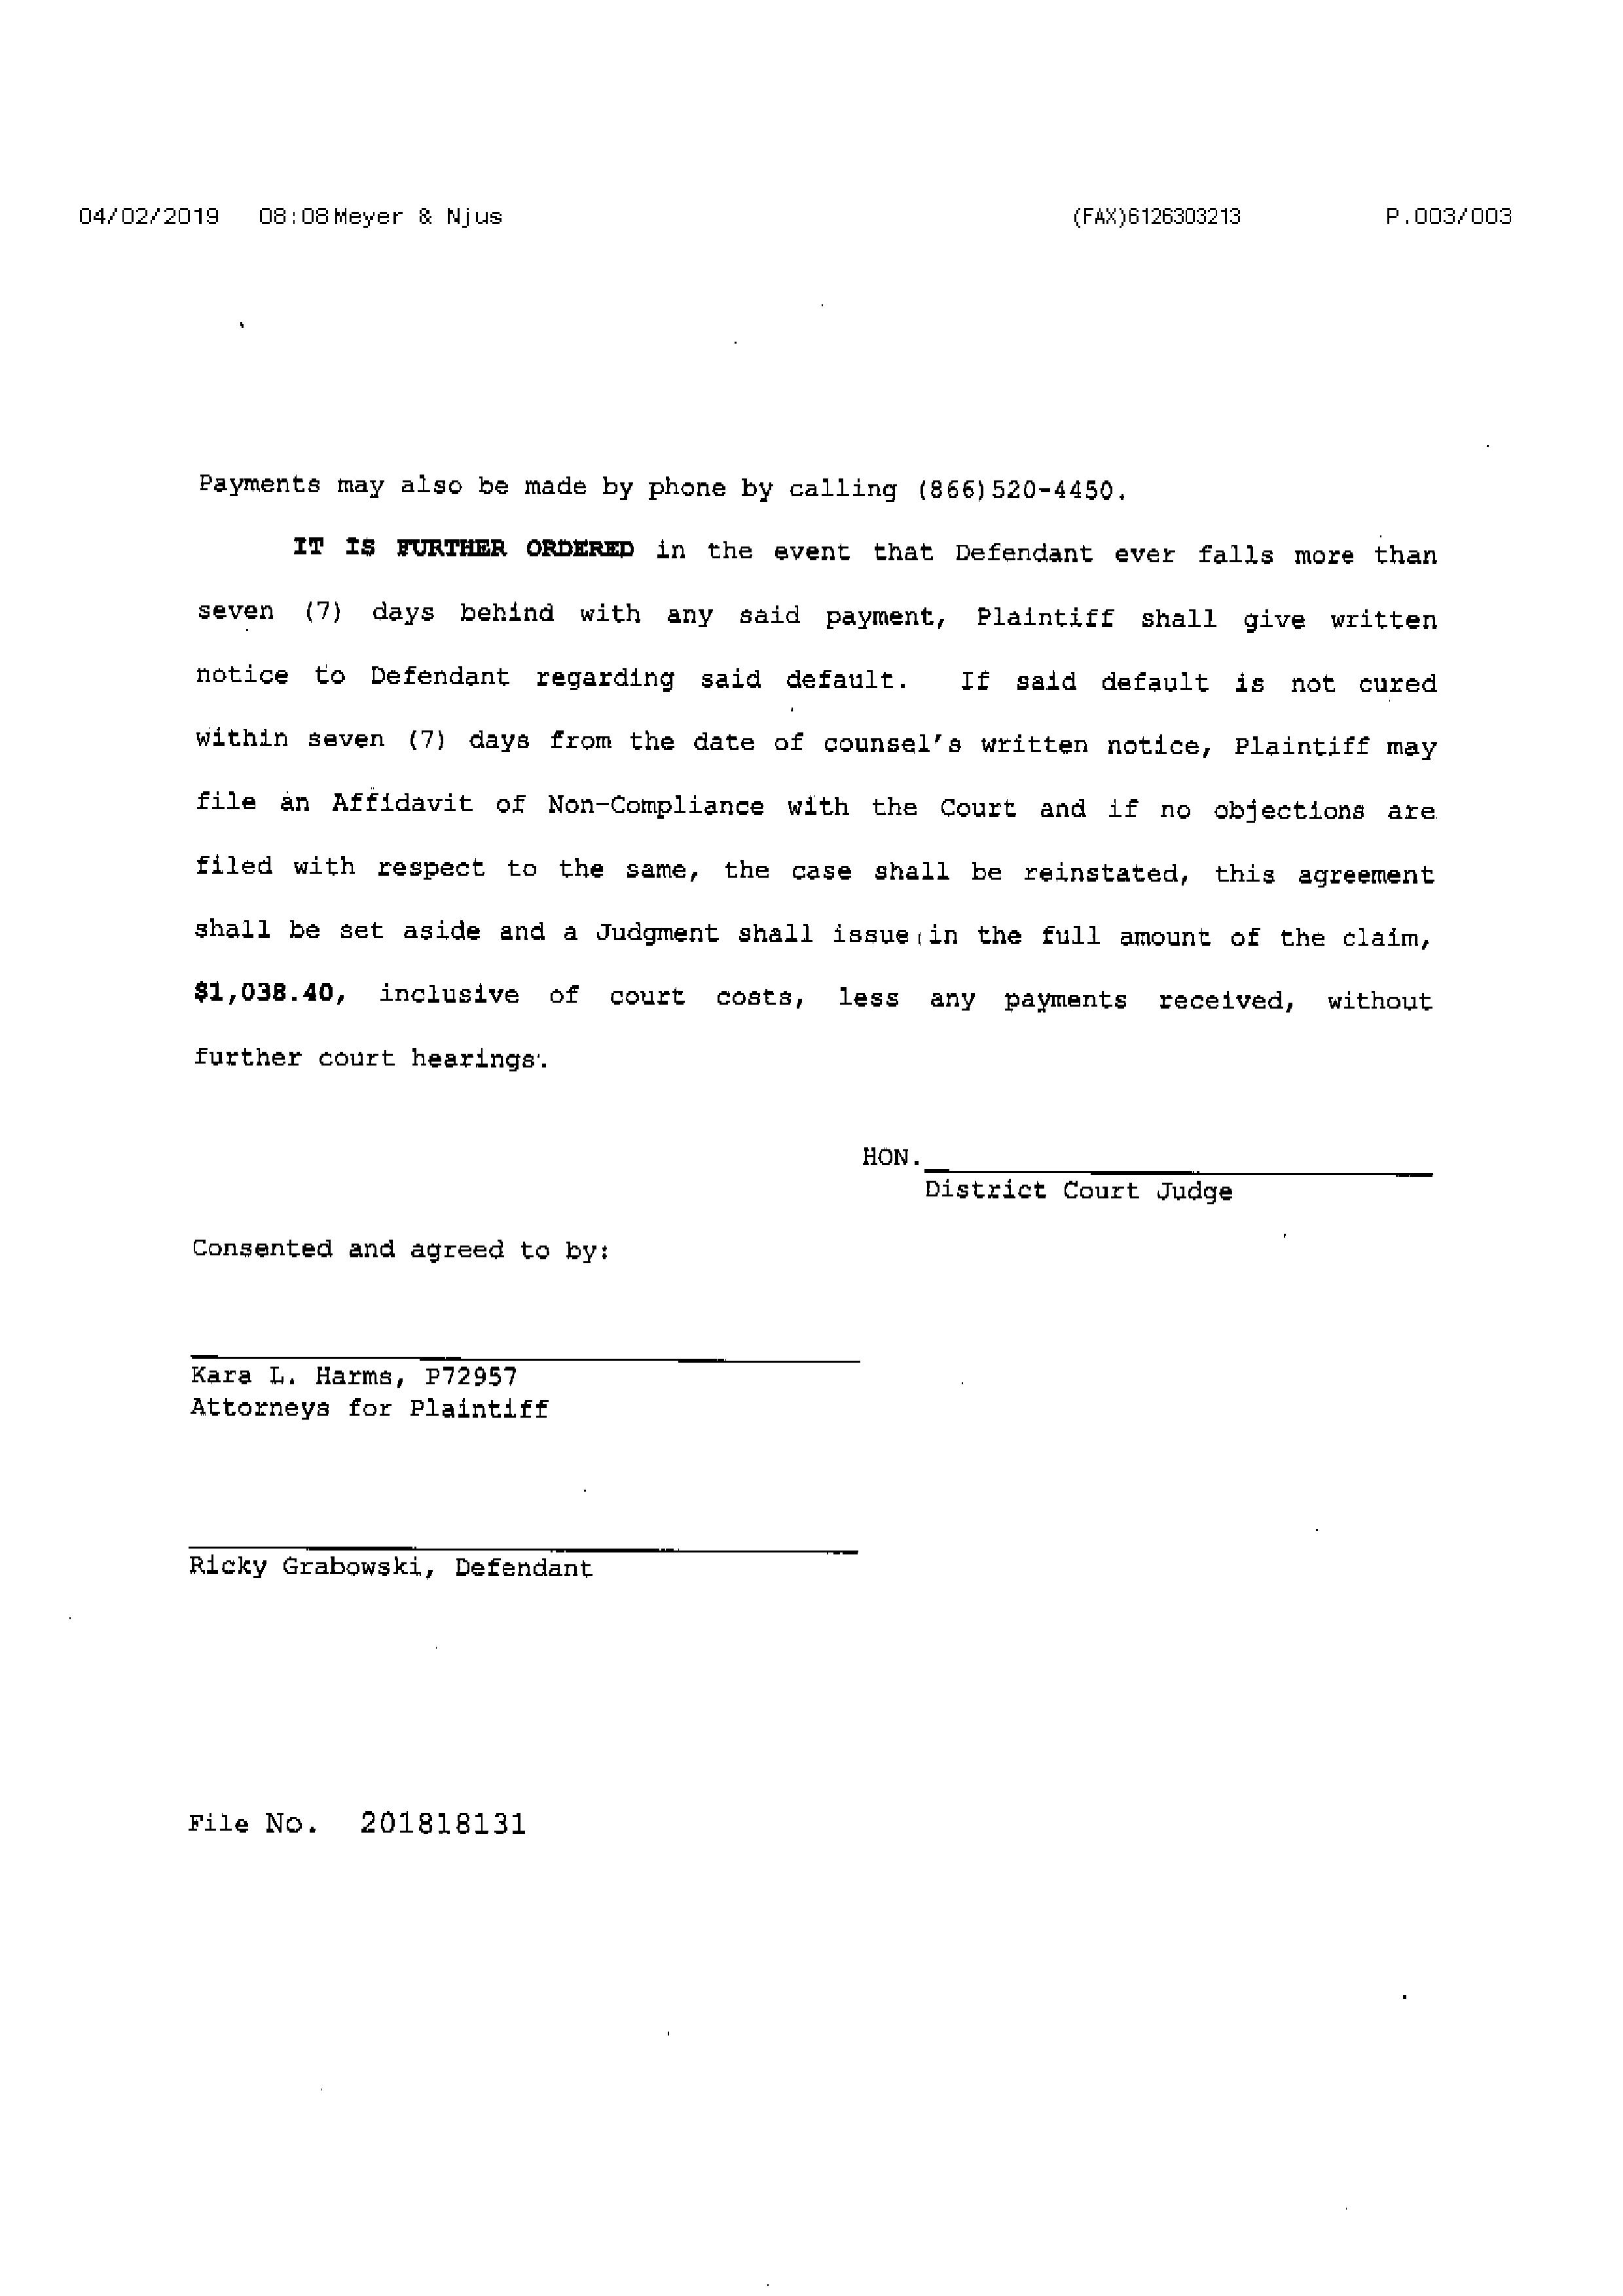 04/02/2019 08:08 Meyer & Njus (FAX)6126303213 P.003/003
Payments may also be made by phone by calling (866)520-4450.
IT IS FURTHER ORDERED in the event that Defendant ever falls more than
seven (7) days behind with any said payment, Plaintiff shall give written
notice to Defendant regarding said default. If said default is not cured
within seven (7) days from the date of counsel's written notice, Plaintiff may
file an Affidavit of Non-Compliance with the Court and if no objections are
filed with respect to the same, the case shall be reinstated, this agreement
shall be set aside and a Judgment shall issue in the full amount of the claim,
$1,038.40, inclusive of court costs, less any payments received, without
further court hearings.
HON.
District Court Judge
Consented and agreed to by:
Kara L. Harms, P72957
Attorneys for Plaintiff
Ricky Grabowski, Defendant
File No. 201818131